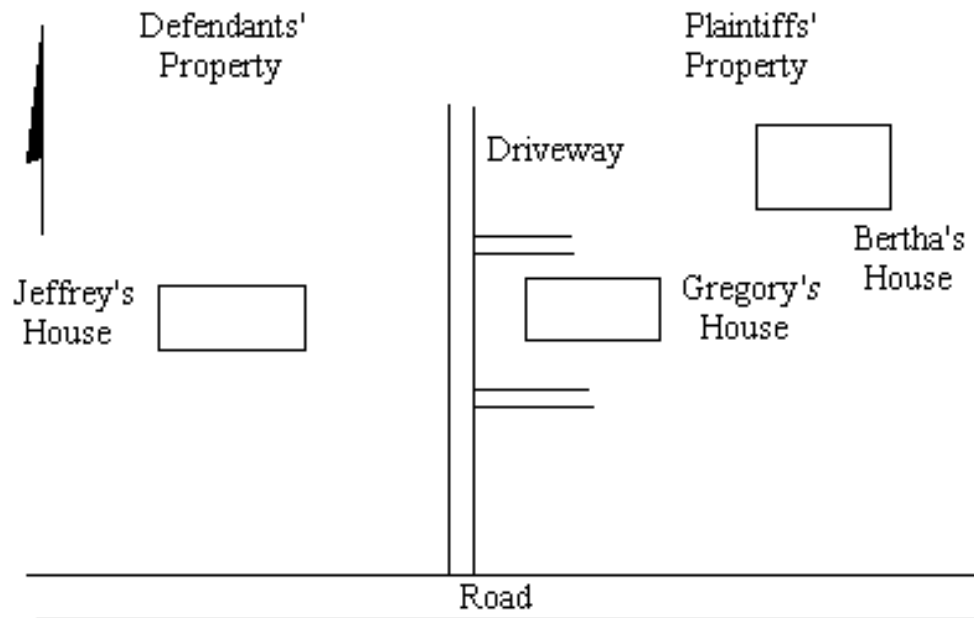 Defendants'
Property
Plaintiffs'
Property
Driveway
Bertha's
House
Jeffrey's
House
Gregory's
House
Road